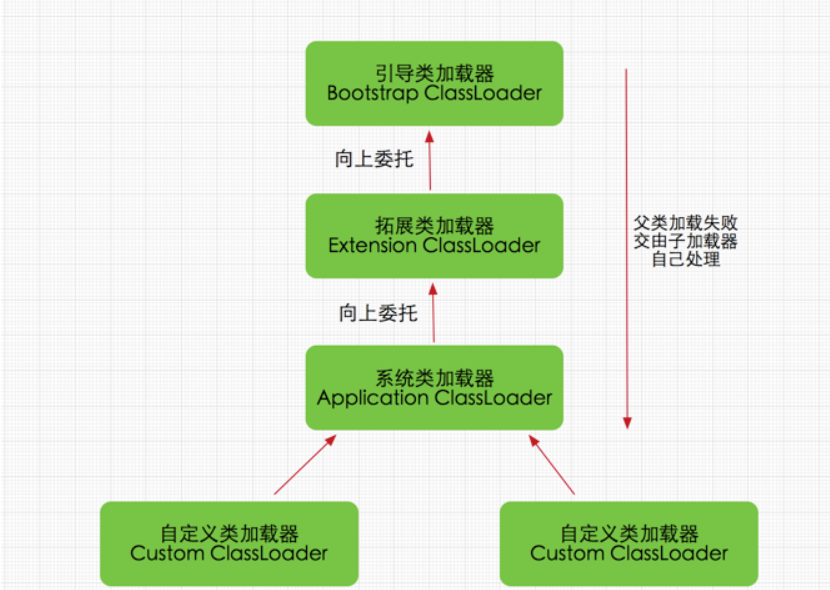 引导类加载器
Bootstrap ClassLoader
向上委托
拓展类加载器
Extension ClassLoader
父类加载失败
交由子加载器
自己处理
向上委托
系统类加载器
Application ClassLoader
自定义类加载器
Custom ClassLoader
自定义类加载器
Custom ClassLoader